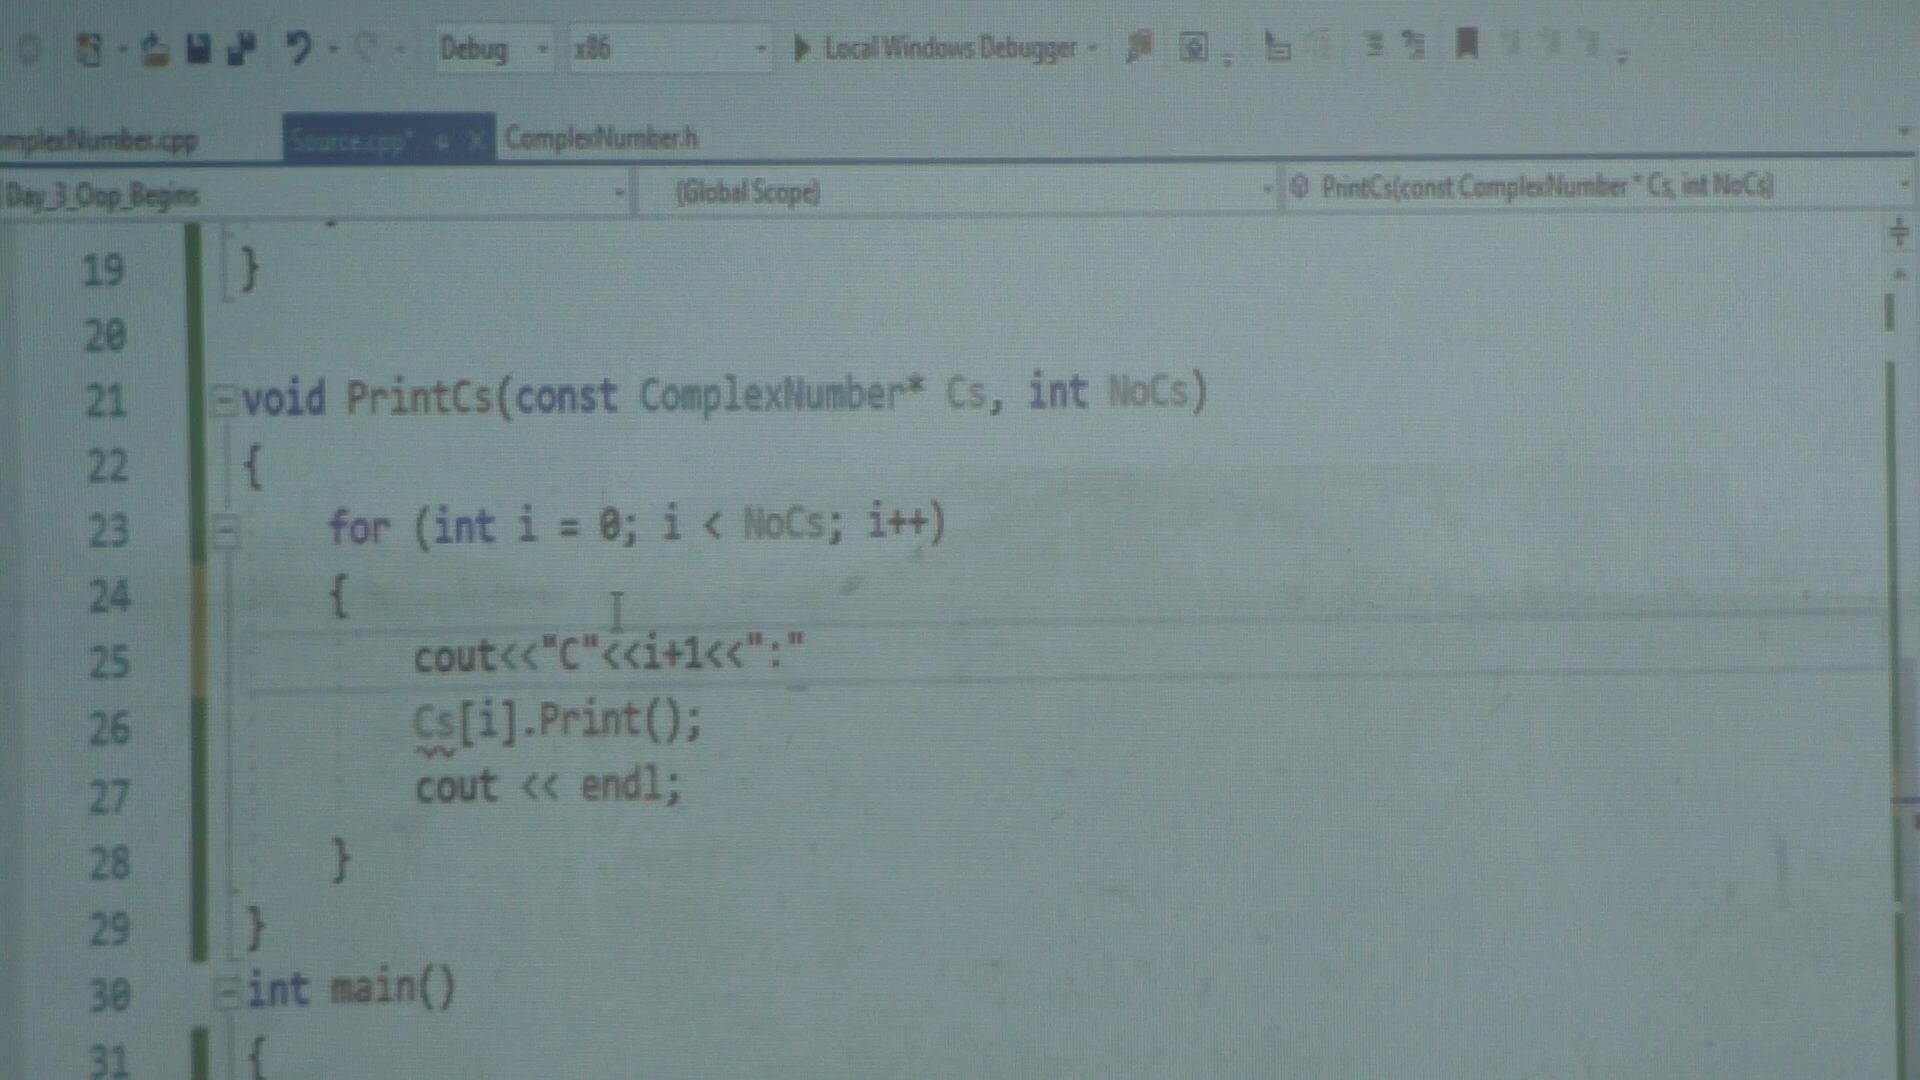 Debug x86 Local Windows Debugger
mplexNumber.cpp Source.cpp* ComplexNumber.h
Day_3_Oop_Begins (Global Scope) PrintCs(const ComplexNumber * Cs, int NoCs)
19 }
20
21 void PrintCs(const ComplexNumber* Cs, int NoCs)
22 {
23 for (int i = 0; i < NoCs; i++)
24 {
25 cout<<"C"<<i+1<<":"
26 Cs[i].Print();
27 cout << endl;
28 }
29 }
30 int main()
31 {